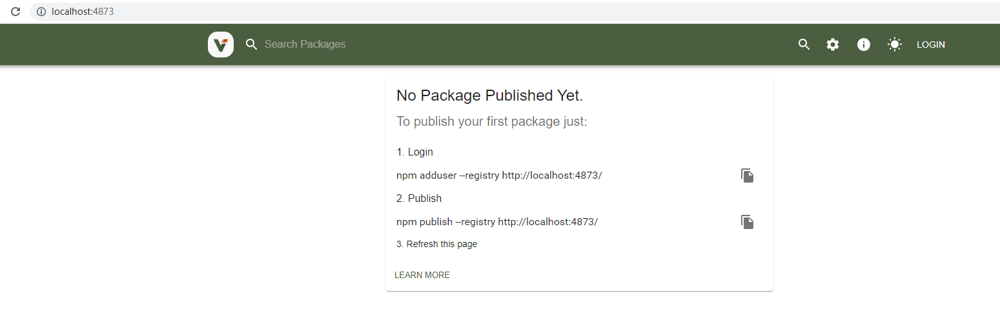 localhost:4873
Search Packages
LOGIN
No Package Published Yet.
To publish your first package just:
1. Login
npm adduser --registry http://localhost:4873/
2. Publish
npm publish --registry http://localhost:4873/
3. Refresh this page
LEARN MORE